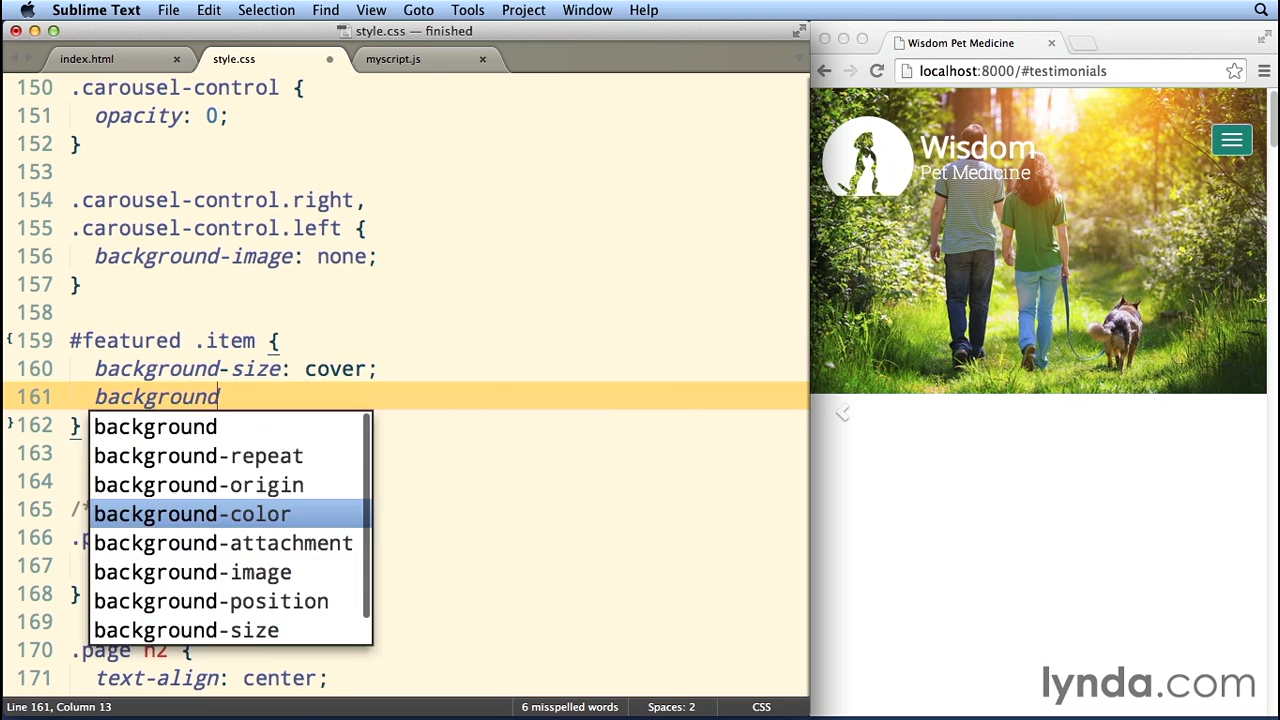 Sublime Text File Edit Selection Find View Goto Tools Project Window Help
style.css — finished
index.html × style.css myscript.js ×
Wisdom Pet Medicine ×
localhost:8000/#testimonials
150 .carousel-control {
151 opacity: 0;
152 }
153
154 .carousel-control.right,
155 .carousel-control.left {
156 background-image: none;
157 }
158
{159 #featured .item {
160 background-size: cover;
161 background
}162 }
background
163
background-repeat
164
background-origin
165 /*
background-color
166 .p
background-attachment
167
background-image
168 }
background-position
169
background-size
170 .page h2 {
171 text-align: center;
Wisdom
Pet Medicine
lynda.com
Line 161, Column 13 6 misspelled words Spaces: 2 CSS